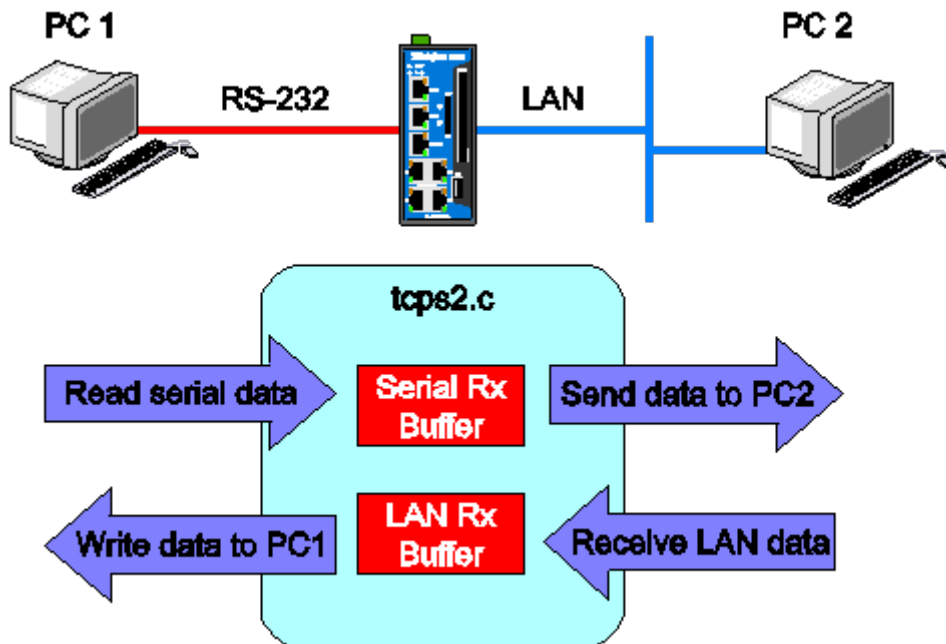 PC 1
PC 2
RS-232
LAN
tcps2.c
Read serial data
Serial Rx
Buffer
Send data to PC2
Write data to PC1
LAN Rx
Buffer
Receive LAN data